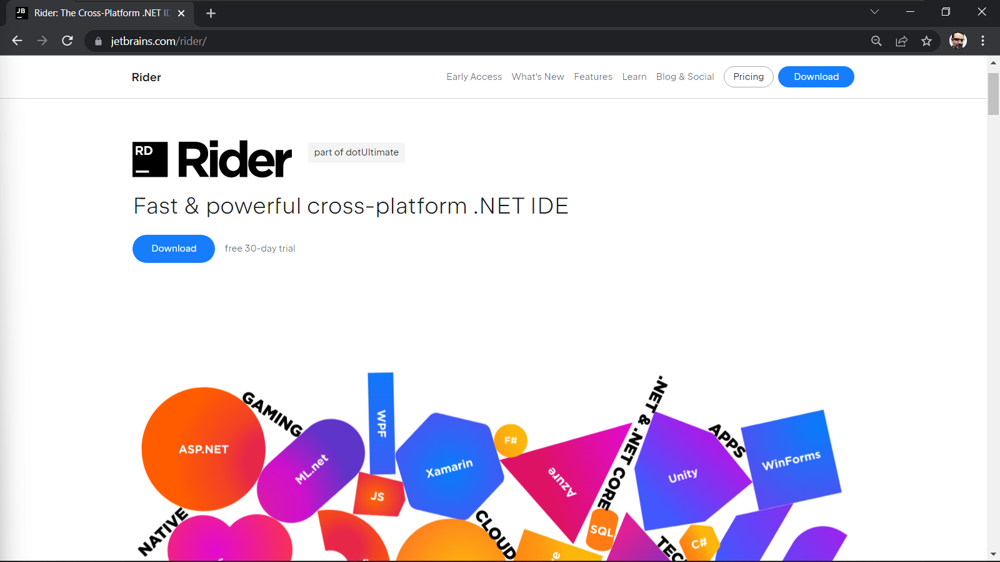 JB
Rider: The Cross-Platform .NET ID
jetbrains.com/rider/
Rider
Early Access
What's New
Features
Learn
Blog & Social
Pricing
Download
RD
Rider
part of dotUltimate
Fast & powerful cross-platform .NET IDE
Download
free 30-day trial
ASP.NET
GAMING
ML.net
WPF
JS
Xamarin
F#
Azure
.NET & .NET CORE
Unity
APPS
WinForms
NATIVE
CLOUD
SQL
C#